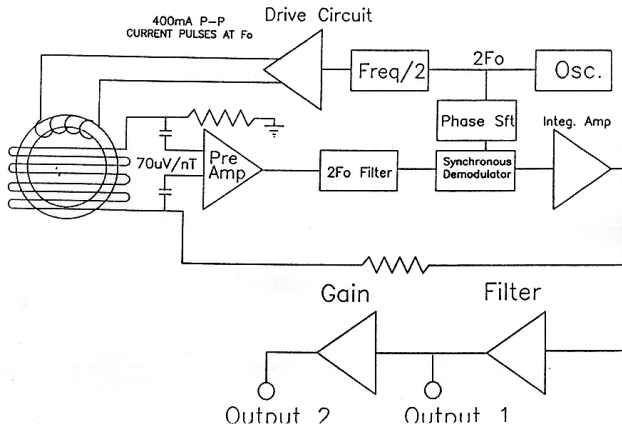 Drive Circuit
400mA P-P
CURRENT PULSES AT Fo
Freq/2
2Fo
Osc.
Phase Sft
Integ. Amp
70uV/nT
Pre
Amp
2Fo Filter
Synchronous
Demodulator
Gain
Filter
Output 2
Output 1